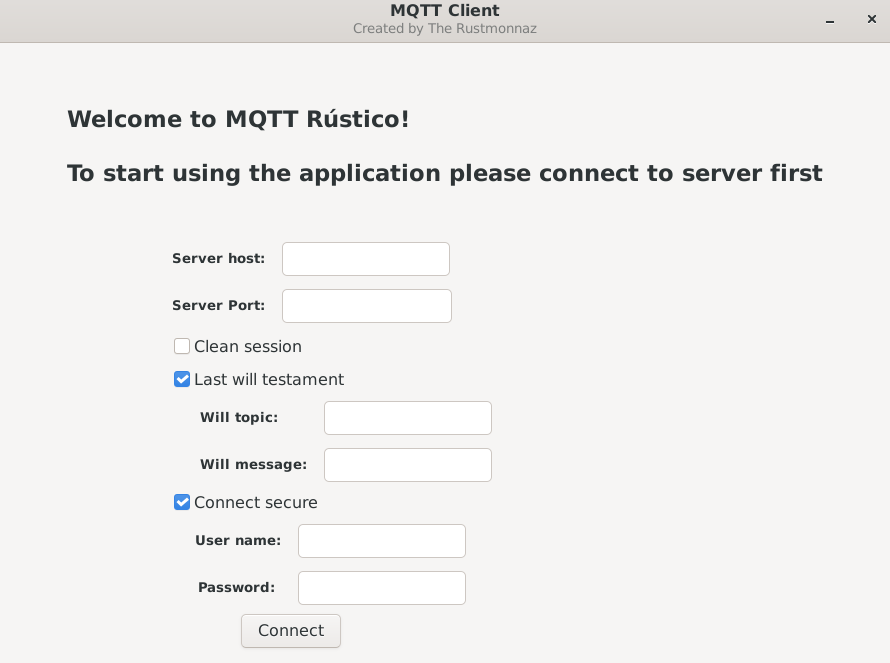 MQTT Client
Created by The Rustmonnaz
Welcome to MQTT Rústico!
To start using the application please connect to server first
Server host:
Server Port:
Clean session
Last will testament
Will topic:
Will message:
Connect secure
User name:
Password:
Connect